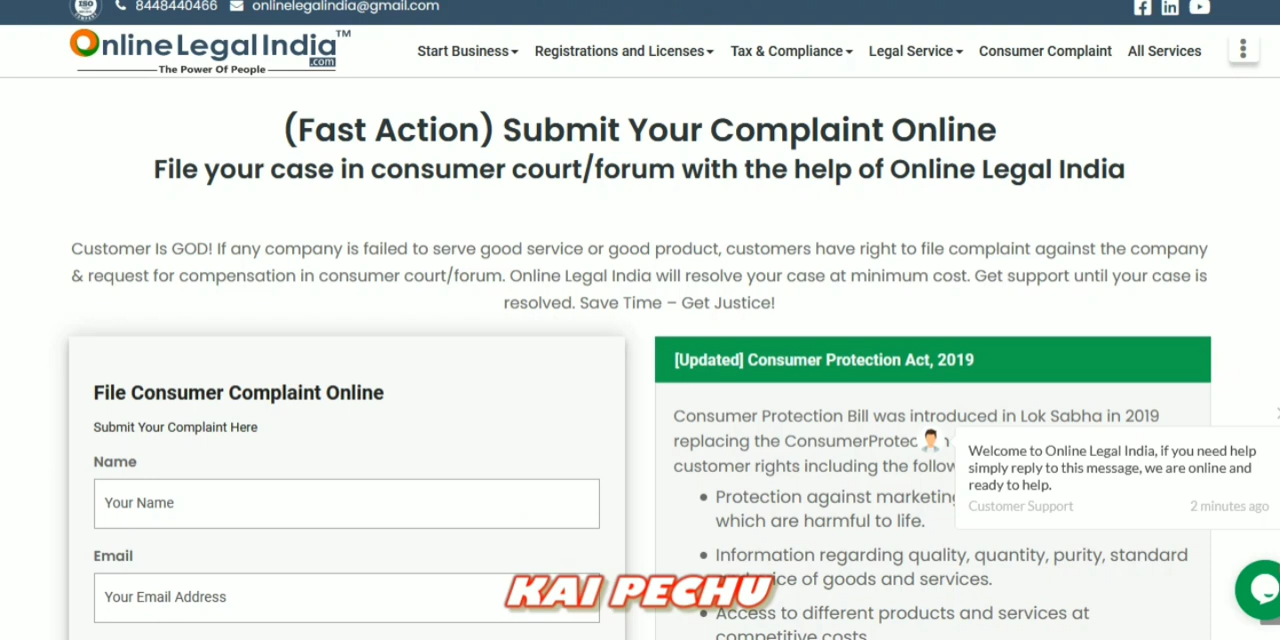 ISO
8448440466 onlinelegalindia@gmail.com
OnlineLegalIndia TM
.com
The Power Of People
Start Business Registrations and Licenses Tax & Compliance Legal Service Consumer Complaint All Services
(Fast Action) Submit Your Complaint Online
File your case in consumer court/forum with the help of Online Legal India
Customer Is GOD! If any company is failed to serve good service or good product, customers have right to file complaint against the company
& request for compensation in consumer court/forum. Online Legal India will resolve your case at minimum cost. Get support until your case is
resolved. Save Time – Get Justice!
File Consumer Complaint Online
Submit Your Complaint Here
Name
Your Name
Email
Your Email Address
[Updated] Consumer Protection Act, 2019
Consumer Protection Bill was introduced in Lok Sabha in 2019
replacing the
customer rights including the
Protection against
which are harmful to life.
Information regarding quality, quantity, purity, standard
of goods and services.
Access to different products and services at
competitive costs
Welcome to Online Legal India, if you need help
simply reply to this message, we are online and
ready to help.
Customer Support 2 minutes ago
KAI PECHU